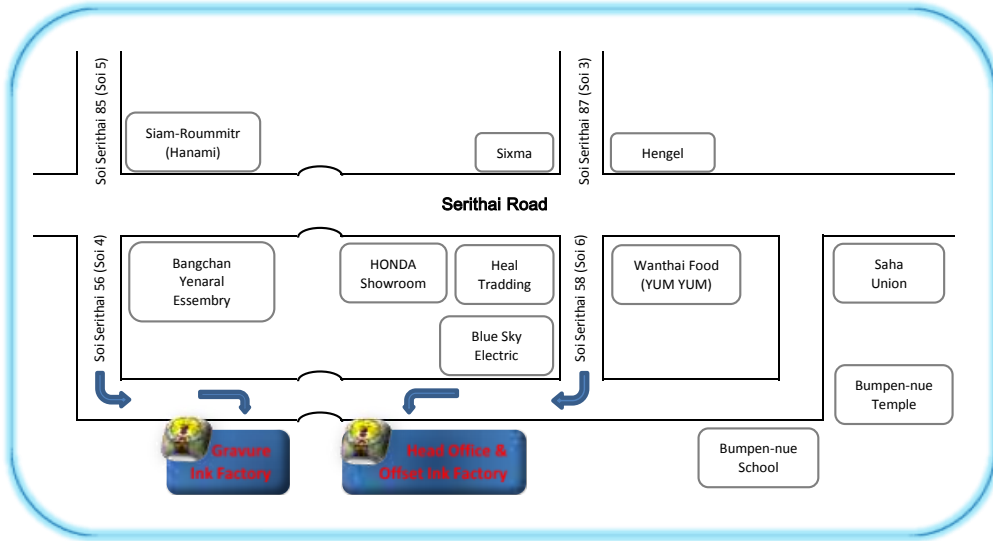 Soi Serithai 85 (Soi 5)
Siam-Roummitr
(Hanami)
Sixma
Soi Serithai 87 (Soi 3)
Hengel
Serithai Road
Soi Serithai 56 (Soi 4)
Bangchan
Yenaral
Essembry
HONDA
Showroom
Heal
Tradding
Blue Sky
Electric
Soi Serithai 58 (Soi 6)
Wanthai Food
(YUM YUM)
Saha
Union
Bumpen-nue
Temple
Bumpen-nue
School
Gravure
Ink Factory
Head Office &
Offset Ink Factory